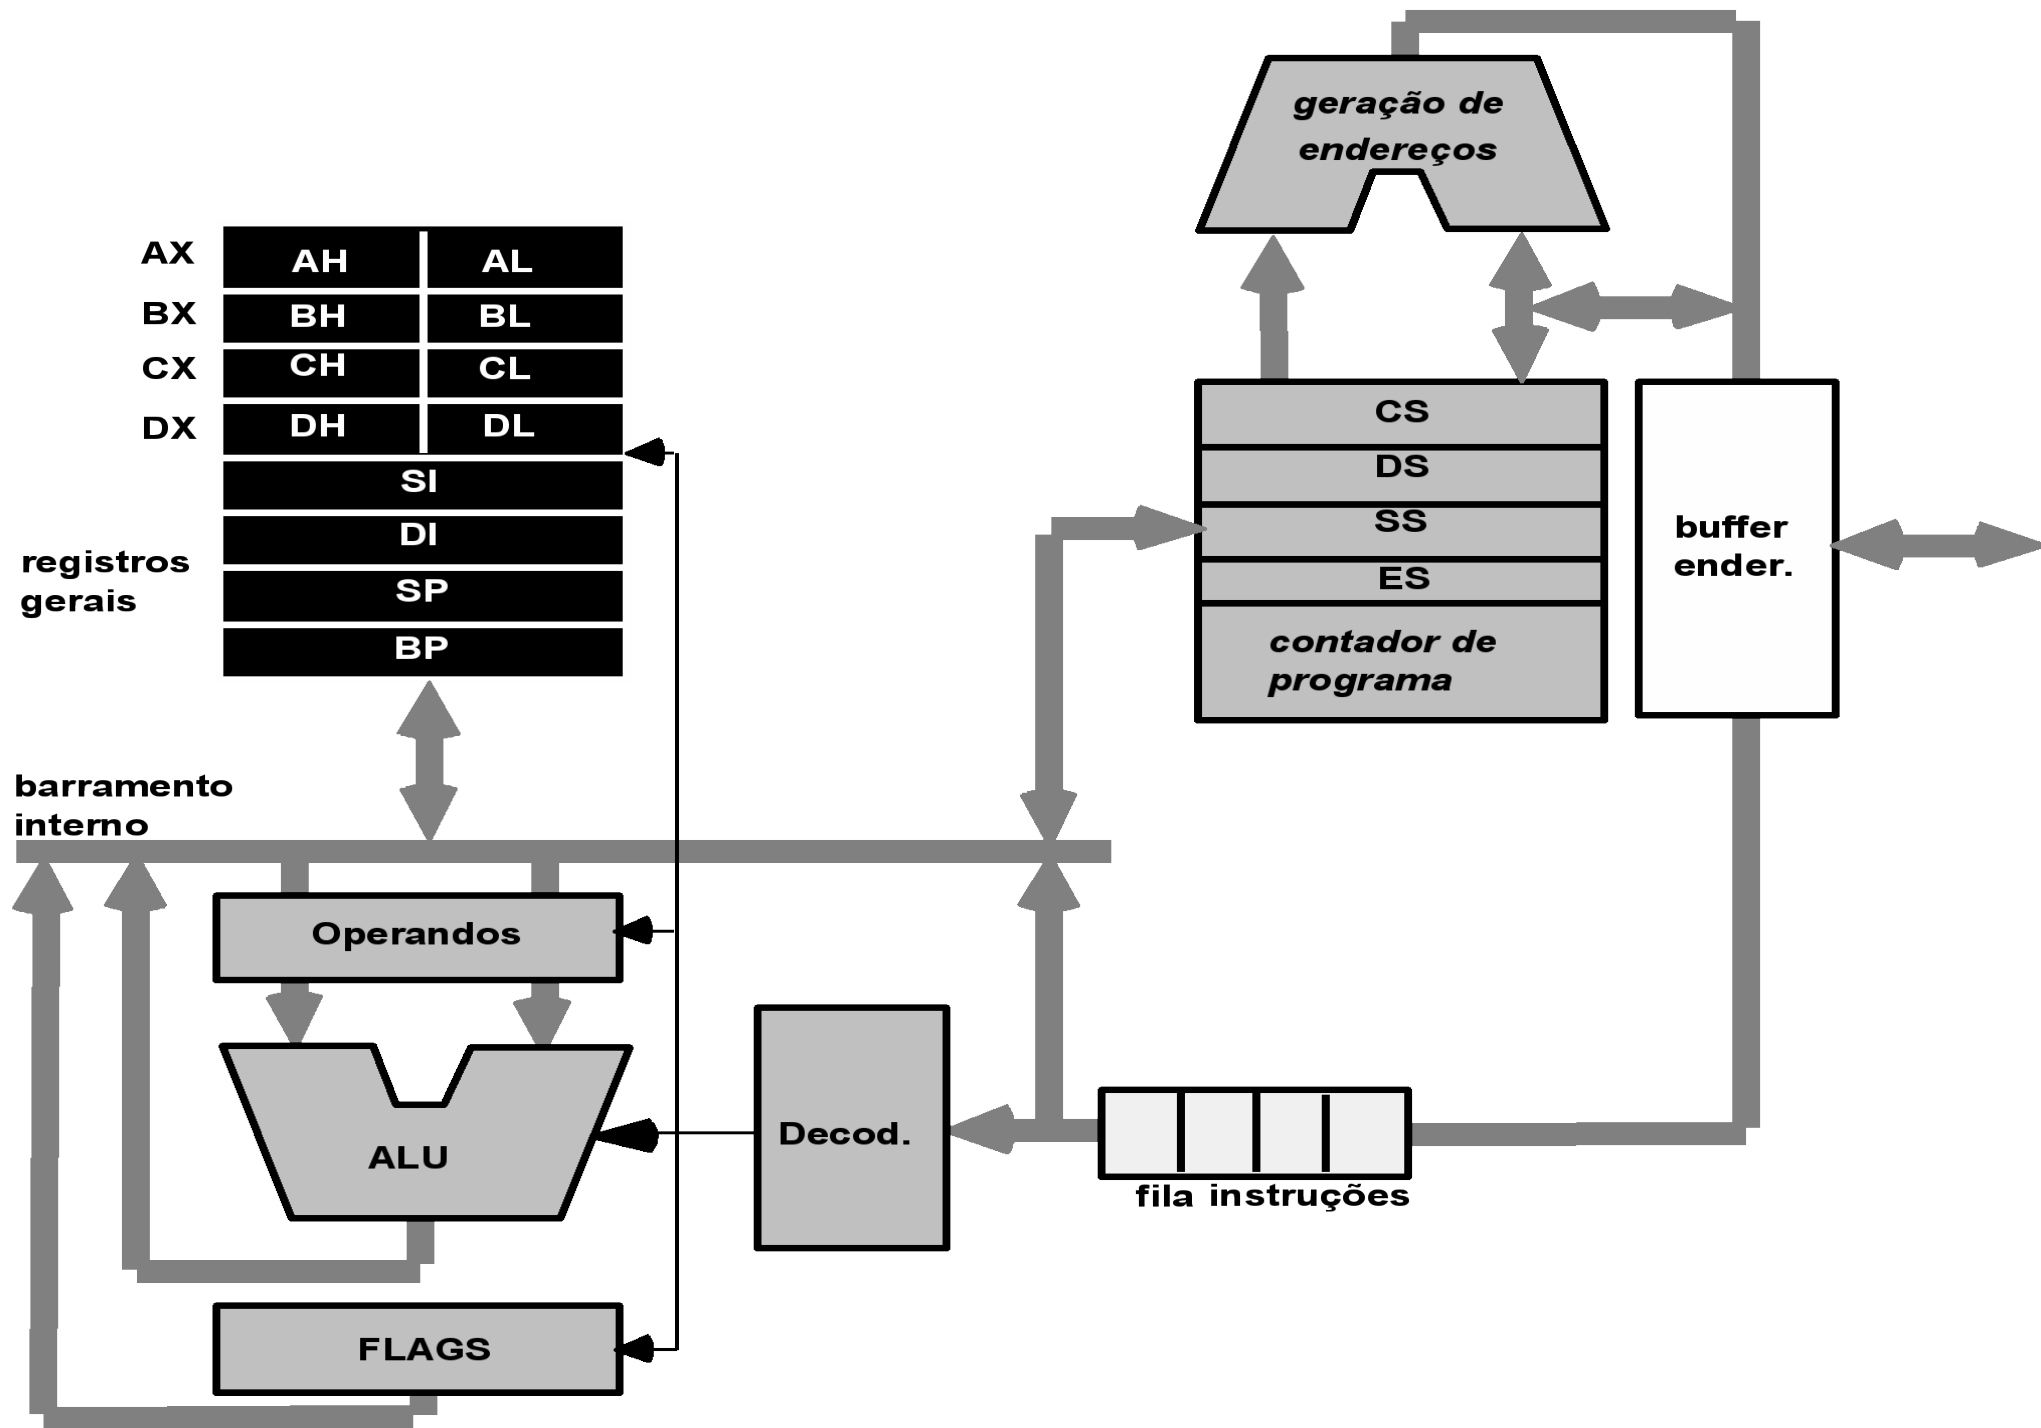 geração de
endereços
AX
AH
AL
BX
BH
BL
CX
CH
CL
DX
DH
DL
SI
DI
SP
BP
registros
gerais
CS
DS
SS
ES
contador de
programa
buffer
ender.
barramento
interno
Operandos
ALU
Decod.
fila instruções
FLAGS